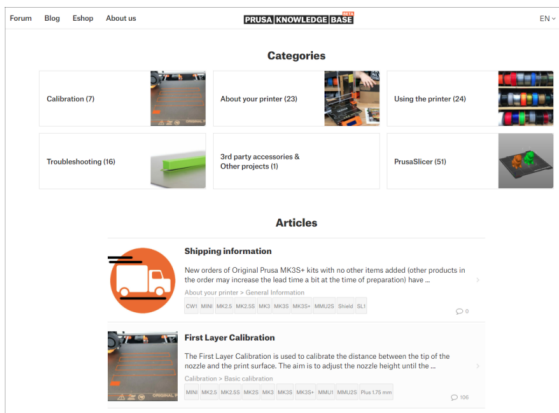 Forum Blog Eshop About us
PRUSA KNOWLEDGE BASE
BETA
EN
Categories
Calibration (7)
About your printer (23)
Using the printer (24)
Troubleshooting (16)
3rd party accessories &
Other projects (1)
PrusaSlicer (51)
Articles
Shipping information
New orders of Original Prusa MK3S+ kits with no other items added (other products in
the order may increase the lead time a bit at the time of preparation) have ...
About your printer > General Information
CW1 MINI MK2.5 MK2.5S MK3 MK3S MK3S+ MMU2S Shield SL1
0
First Layer Calibration
The First Layer Calibration is used to calibrate the distance between the tip of the
nozzle and the print surface. The aim is to adjust the nozzle height until the ...
Calibration > Basic calibration
MINI MK2.5 MK2.5S MK2S MK3 MK3S MK3S+ MMU1 MMU2S Plus 1.75 mm
106